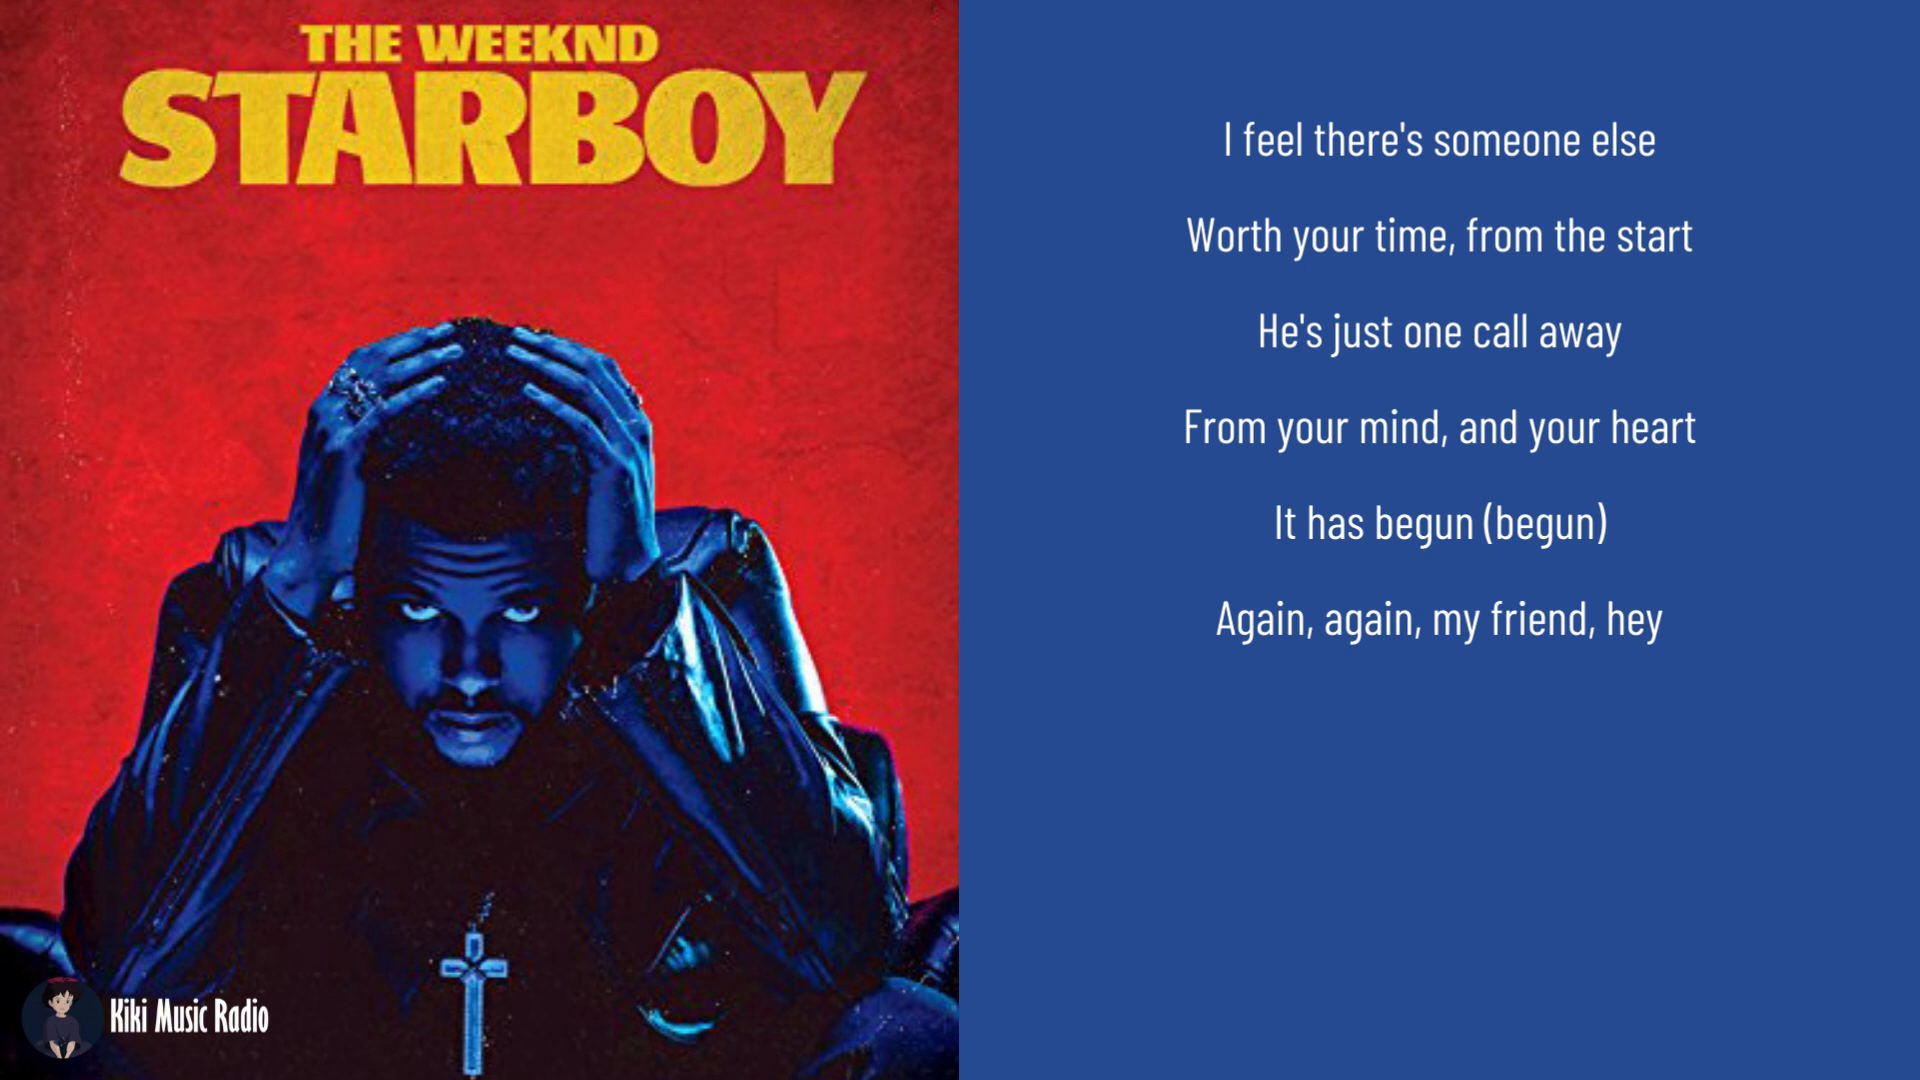 THE WEEKND
STARBOY
I feel there's someone else
Worth your time, from the start
He's just one call away
From your mind, and your heart
It has begun (begun)
Again, again, my friend, hey
Kiki Music Radio